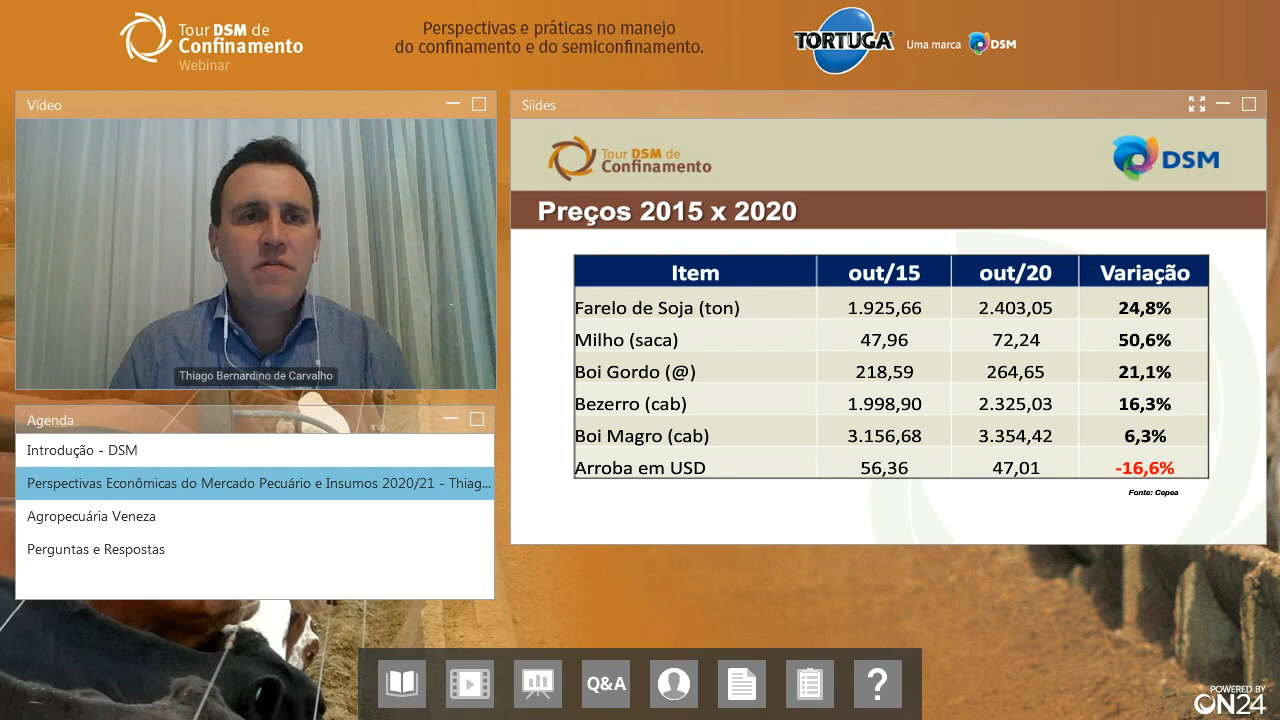 Tour DSM de
Confinamento
Webinar
Perspectivas e práticas no manejo
do confinamento e do semiconfinamento.
TORTUGA
Uma marca DSM
Vídeo
Thiago Bernardino de Carvalho
Agenda
Introdução - DSM
Perspectivas Econômicas do Mercado Pecuário e Insumos 2020/21 - Thiag...
Agropecuária Veneza
Perguntas e Respostas
Slides
Tour DSM de
Confinamento
DSM
Preços 2015 x 2020
Item out/15 out/20 Variação
Farelo de Soja (ton) 1.925,66 2.403,05 24,8%
Milho (saca) 47,96 72,24 50,6%
Boi Gordo (@) 218,59 264,65 21,1%
Bezerro (cab) 1.998,90 2.325,03 16,3%
Boi Magro (cab) 3.156,68 3.354,42 6,3%
Arroba em USD 56,36 47,01 -16,6%
Fonte: Cepea
Q&A
?
POWERED BY
ON24